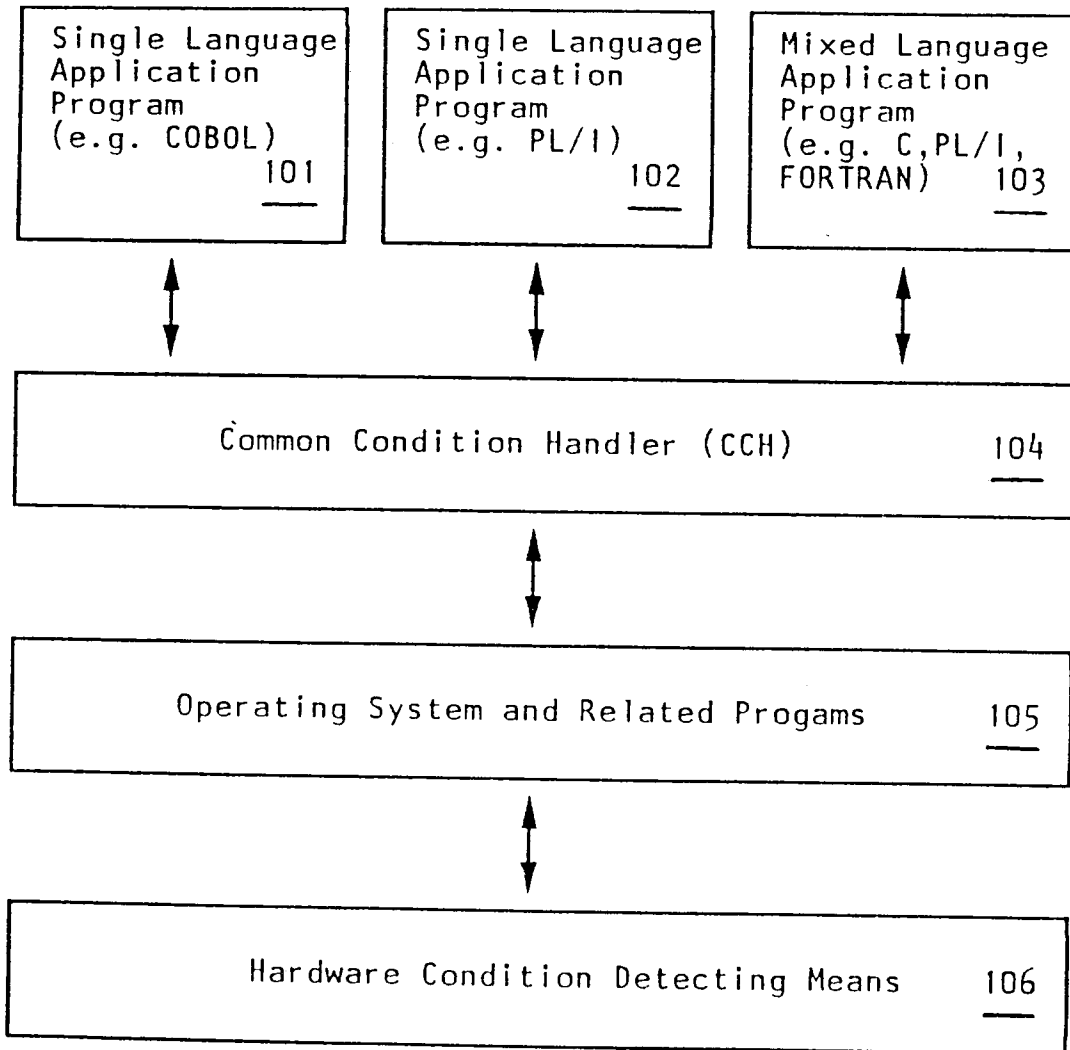 Single Language
Application
Program
(e.g. COBOL)
101
Single Language
Application
Program
(e.g. PL/I)
102
Mixed Language
Application
Program
(e.g. C,PL/I,
FORTRAN) 103
Common Condition Handler (CCH) 104
Operating System and Related Progams 105
Hardware Condition Detecting Means 106